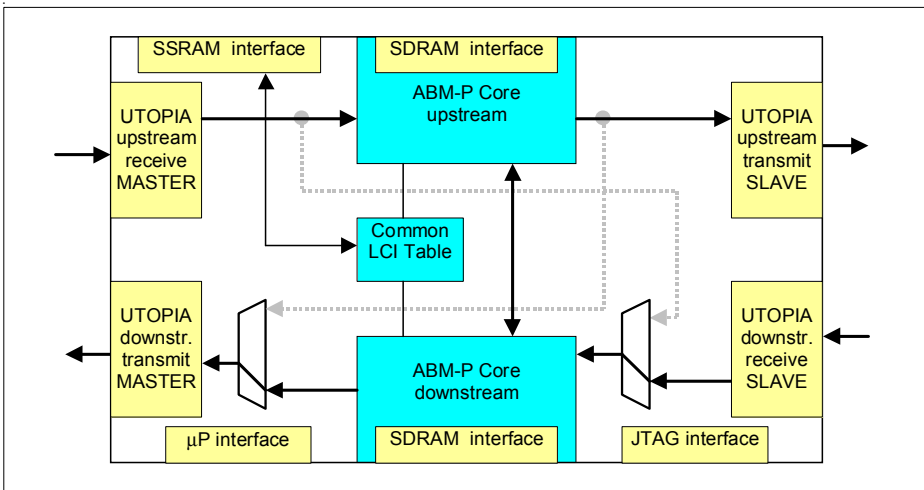 SSRAM interface
SDRAM interface
UTOPIA
upstream
receive
MASTER
ABM-P Core
upstream
UTOPIA
upstream
transmit
SLAVE
Common
LCI Table
UTOPIA
downstr.
transmit
MASTER
ABM-P Core
downstream
UTOPIA
downstr.
receive
SLAVE
μP interface
SDRAM interface
JTAG interface